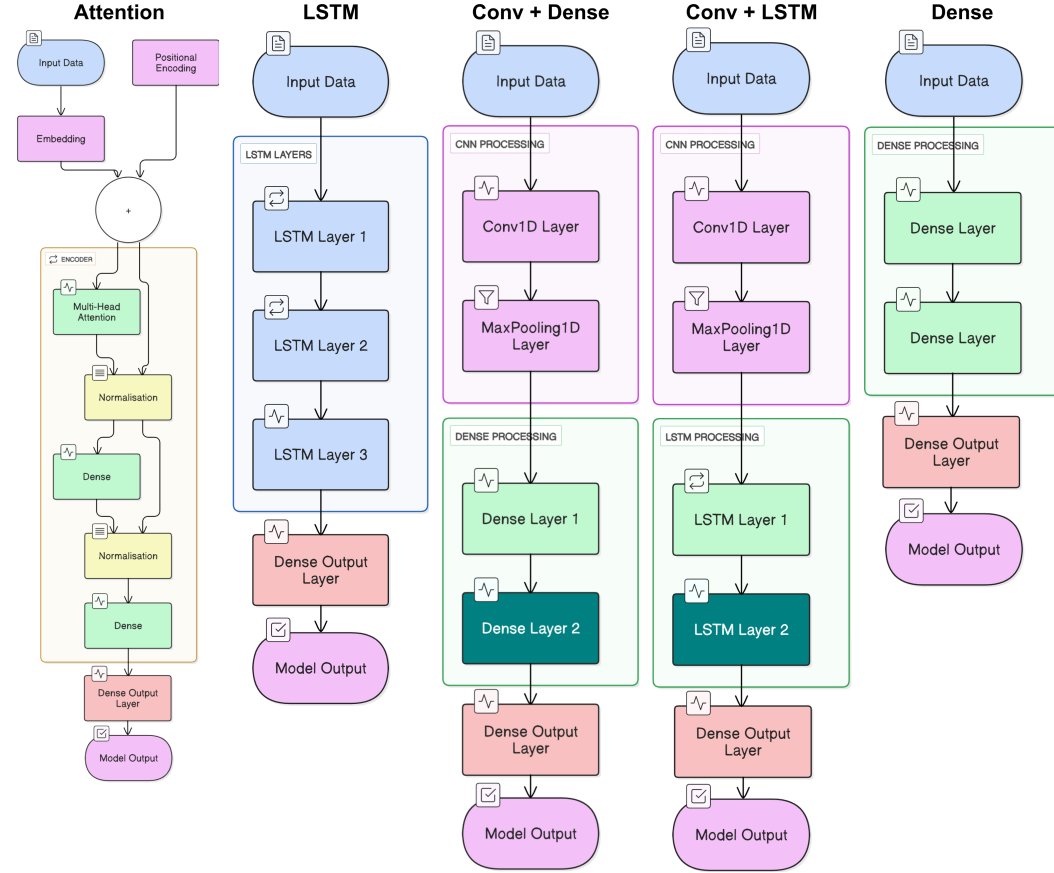 Attention
Input Data
Positional
Encoding
Embedding
+
ENCODER
Multi-Head
Attention
Normalisation
Dense
Normalisation
Dense
Dense Output
Layer
Model Output
LSTM
Input Data
LSTM LAYERS
LSTM Layer 1
LSTM Layer 2
LSTM Layer 3
Dense Output
Layer
Model Output
Conv + Dense
Input Data
CNN PROCESSING
Conv1D Layer
MaxPooling1D
Layer
DENSE PROCESSING
Dense Layer 1
Dense Layer 2
Dense Output
Layer
Model Output
Conv + LSTM
Input Data
CNN PROCESSING
Conv1D Layer
MaxPooling1D
Layer
LSTM PROCESSING
LSTM Layer 1
LSTM Layer 2
Dense Output
Layer
Model Output
Dense
Input Data
DENSE PROCESSING
Dense Layer
Dense Layer
Dense Output
Layer
Model Output